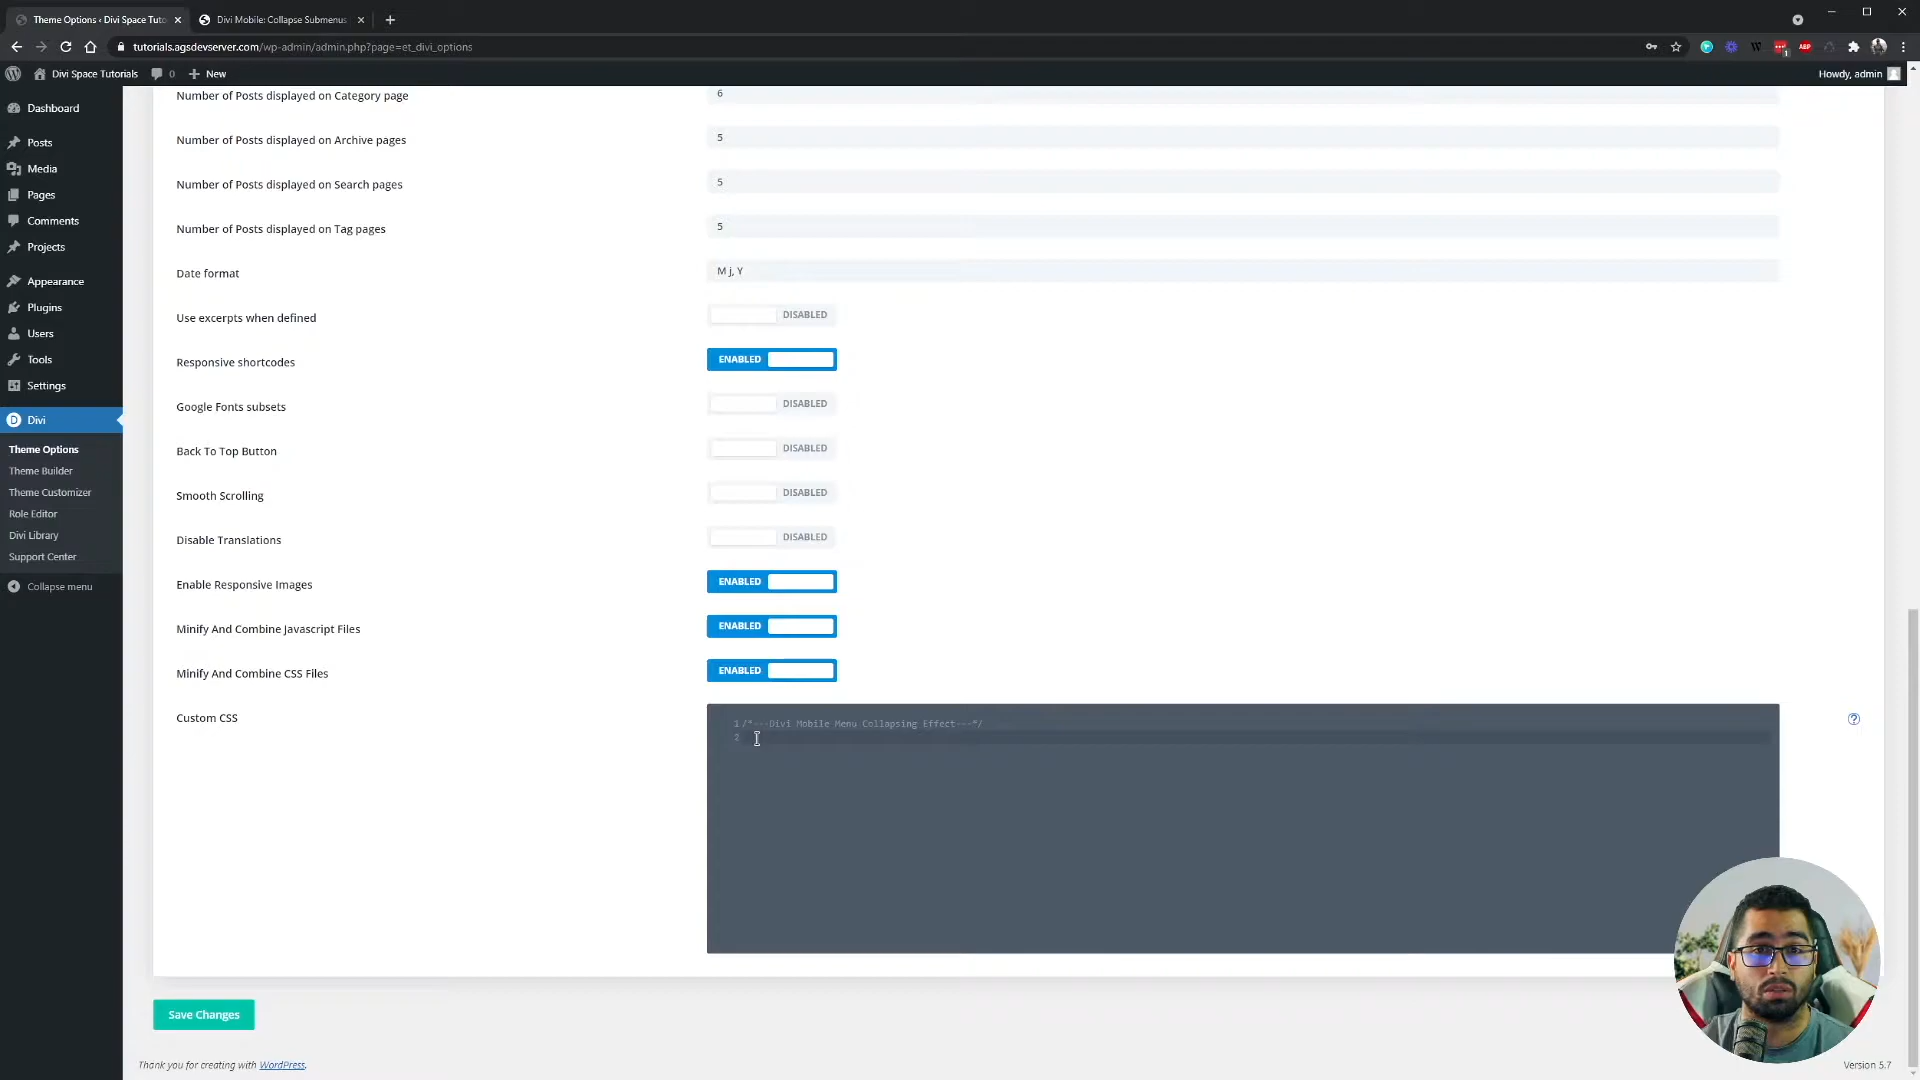 Theme Options ‹ Divi Space Tuto
Divi Mobile: Collapse Submenus
tutorials.agsdevserver.com/wp-admin/admin.php?page=et_divi_options
ABP
Divi Space Tutorials
0
New
Howdy, admin
Dashboard
Posts
Media
Pages
Comments
Projects
Appearance
Plugins
Users
Tools
Settings
Divi
Theme Options
Theme Builder
Theme Customizer
Role Editor
Divi Library
Support Center
Collapse menu
Number of Posts displayed on Category page
6
Number of Posts displayed on Archive pages
5
Number of Posts displayed on Search pages
5
Number of Posts displayed on Tag pages
5
Date format
M j, Y
Use excerpts when defined
DISABLED
Responsive shortcodes
ENABLED
Google Fonts subsets
DISABLED
Back To Top Button
DISABLED
Smooth Scrolling
DISABLED
Disable Translations
DISABLED
Enable Responsive Images
ENABLED
Minify And Combine Javascript Files
ENABLED
Minify And Combine CSS Files
ENABLED
Custom CSS
1 /*---Divi Mobile Menu Collapsing Effect---*/
2
?
Save Changes
Thank you for creating with WordPress.
Version 5.7